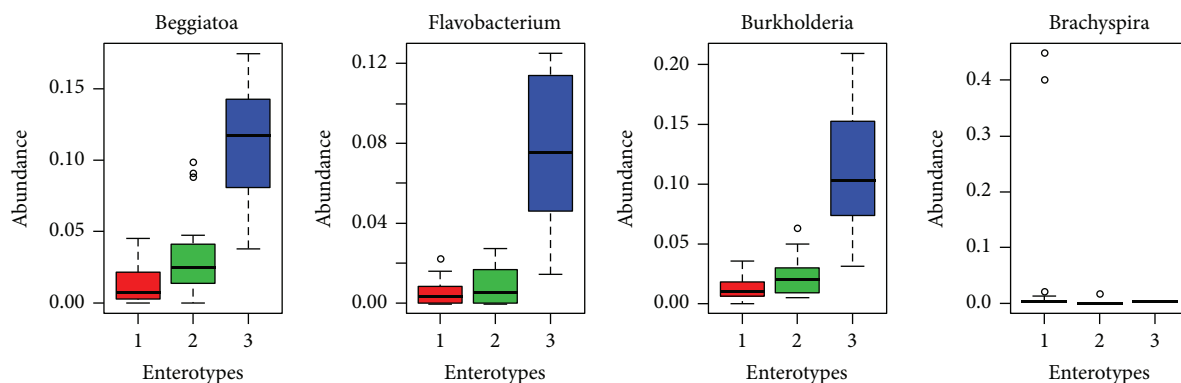 Beggiatoa
0.15
0.10
0.05
0.00
Abundance
1 2 3
Enterotypes
Flavobacterium
0.12
0.08
0.04
0.00
Abundance
1 2 3
Enterotypes
Burkholderia
0.20
0.15
0.10
0.05
0.00
Abundance
1 2 3
Enterotypes
Brachyspira
0.4
0.3
0.2
0.1
0.0
Abundance
1 2 3
Enterotypes